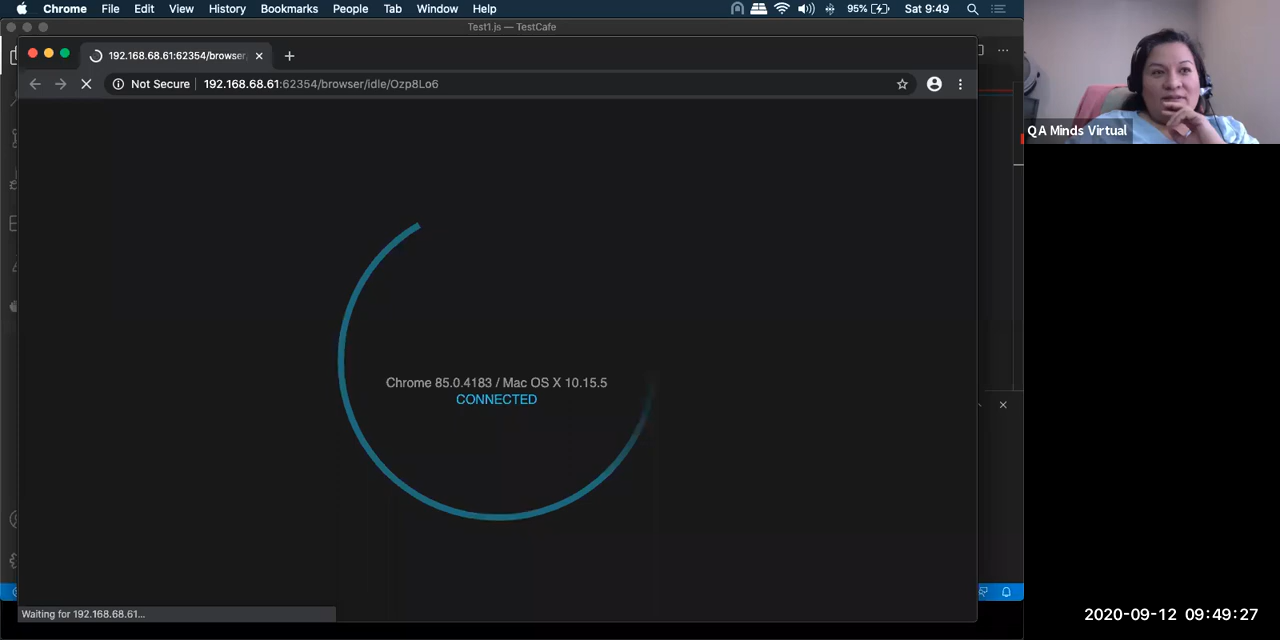 Chrome File Edit View History Bookmarks People Tab Window Help 95% Sat 9:49
Test1.js — TestCafe
192.168.68.61:62354/browser
Not Secure 192.168.68.61:62354/browser/idle/Ozp8Lo6
QA Minds Virtual
Chrome 85.0.4183 / Mac OS X 10.15.5
CONNECTED
Waiting for 192.168.68.61...
2020-09-12 09:49:27